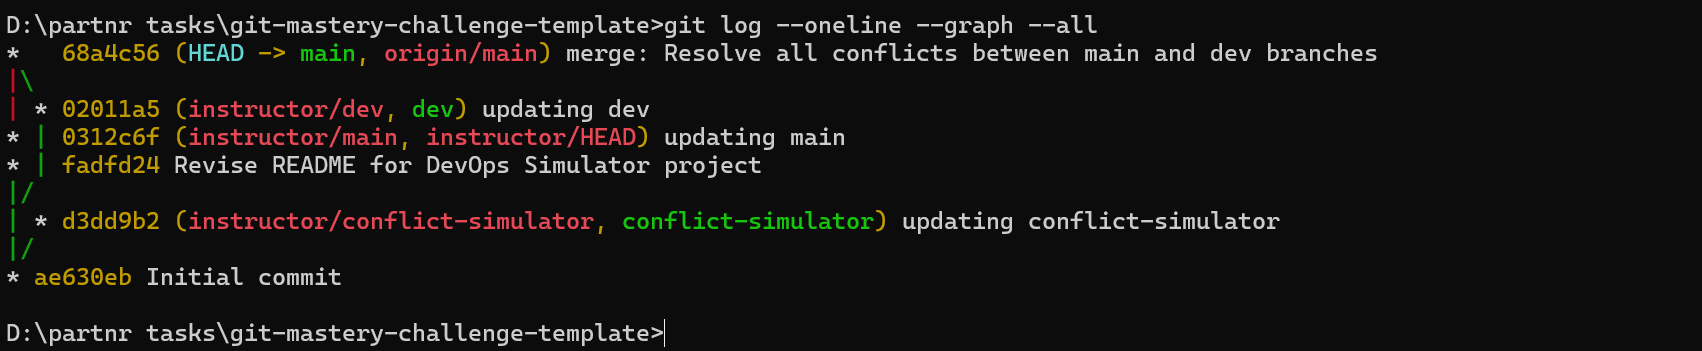 D:\partnr tasks\git-mastery-challenge-template>git log --oneline --graph --all
*   68a4c56 (HEAD -> main, origin/main) merge: Resolve all conflicts between main and dev branches
|\
| * 02011a5 (instructor/dev, dev) updating dev
* | 0312c6f (instructor/main, instructor/HEAD) updating main
* | fadfd24 Revise README for DevOps Simulator project
|/
| * d3dd9b2 (instructor/conflict-simulator, conflict-simulator) updating conflict-simulator
|/
* ae630eb Initial commit
D:\partnr tasks\git-mastery-challenge-template>